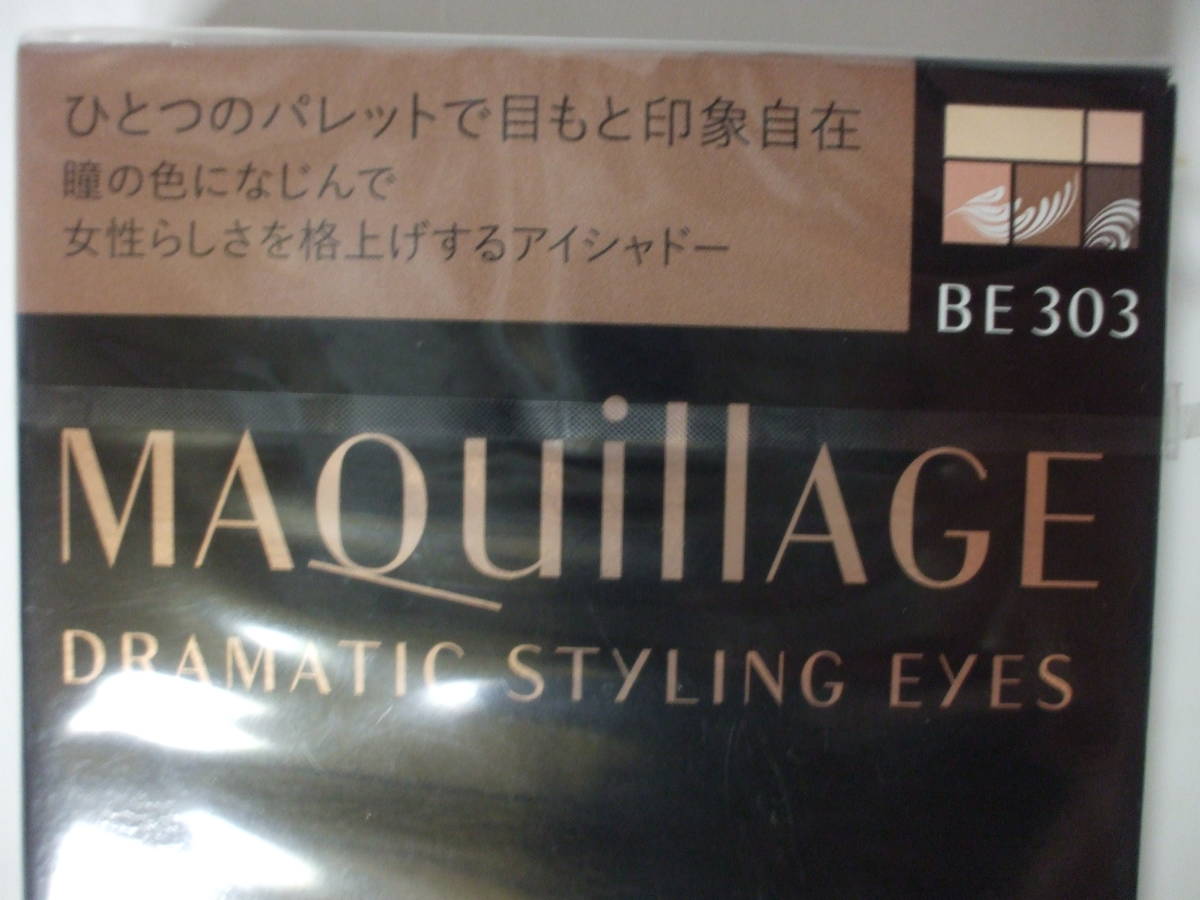 ひとつのパレットで目もと印象自在
瞳の色になじんで
女性らしさを格上げするアイシャドー
BE 303
MAQuillAGE
DRAMATIC STYLING EYES